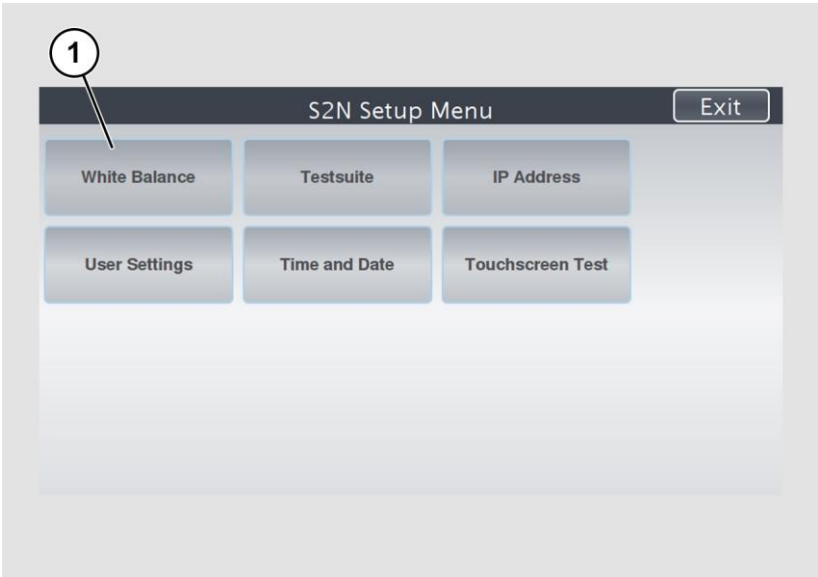 1
S2N Setup Menu
Exit
White Balance
Testsuite
IP Address
User Settings
Time and Date
Touchscreen Test